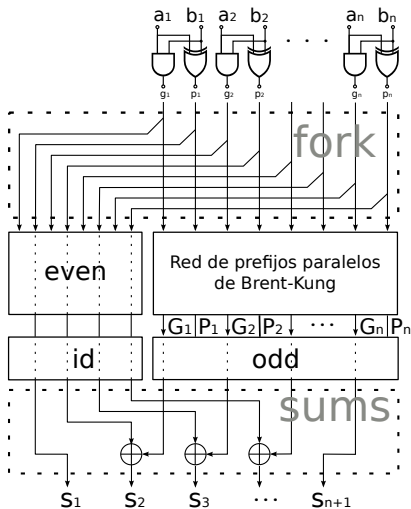 a1 b1 a2 b2 . . . an bn
g1 p1 g2 p2 gn pn
fork
even
Red de prefijos paralelos
de Brent-Kung
G1 P1 G2 P2 ... Gn Pn
id odd
sums
S1 S2 S3 ... Sn+1